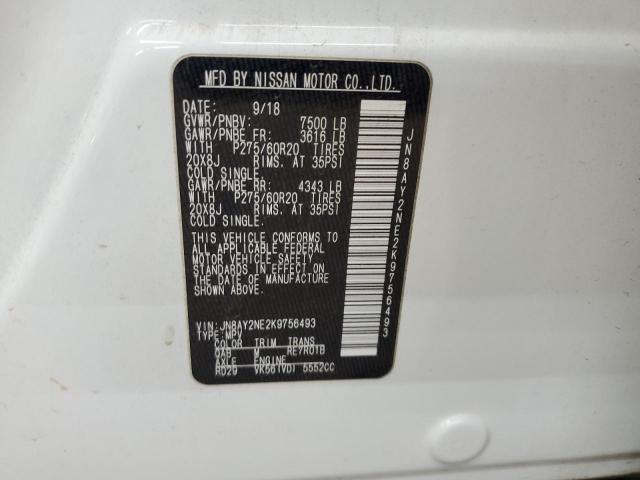 MFD BY NISSAN MOTOR CO.,LTD.
DATE: 9/18
GVWR/PNBV: 7500 LB
GAWR/PNBE FR: 3616 LB
WITH P275/60R20 TIRES
20X8J RIMS. AT 35PSI
COLD SINGLE.
GAWR/PNBE RR: 4343 LB
WITH P275/60R20 TIRES
20X8J RIMS. AT 35PSI
COLD SINGLE.
THIS VEHICLE CONFORMS TO
ALL APPLICABLE FEDERAL
MOTOR VEHICLE SAFETY
STANDARDS IN EFFECT ON
THE DATE OF MANUFACTURE
SHOWN ABOVE.
VIN: JN8AY2NE2K9756493
TYPE: MPV
COLOR TRIM TRANS
QAB M RE7R01B
AXLE ENGINE
RD29 VK56(VD) 5552CC
JN8AY2NE2K9756493